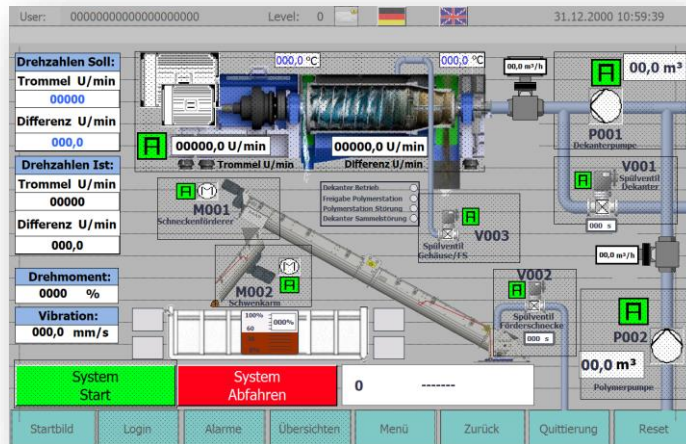 User: 00000000000000000000 Level: 0 31.12.2000 10:59:39
Drehzahlen Soll:
Trommel U/min
00000
Differenz U/min
000,0
Drehzahlen Ist:
Trommel U/min
00000
Differenz U/min
000,0
Drehmoment:
0000 %
Vibration:
000,0 mm/s
000,0 °C
000,0 °C
A
00000,0 U/min
Trommel U/min
00000,0 U/min
Differenz U/min
00,0 m³/h
A
00,0 m³
P001
Dekanterpumpe
V001
Spülventil
Dekanter
A
000 s
A
M
M001
Schneckenförderer
Dekanter Betrieb
Freigabe Polymerstation
Polymerstation Störung
Dekanter Sammelstörung
A
V003
Spülventil
Gehäuse/FS
00,0 m³/h
M
A
M002
Schwenkarm
V002
A
Spülventil
Förderschnecke
000 s
A
P002
00,0 m³
Polymerpumpe
100%
60
000%
System
Start
System
Abfahren
0 -------
Startbild Login Alarme Übersichten Menü Zurück Quittierung Reset